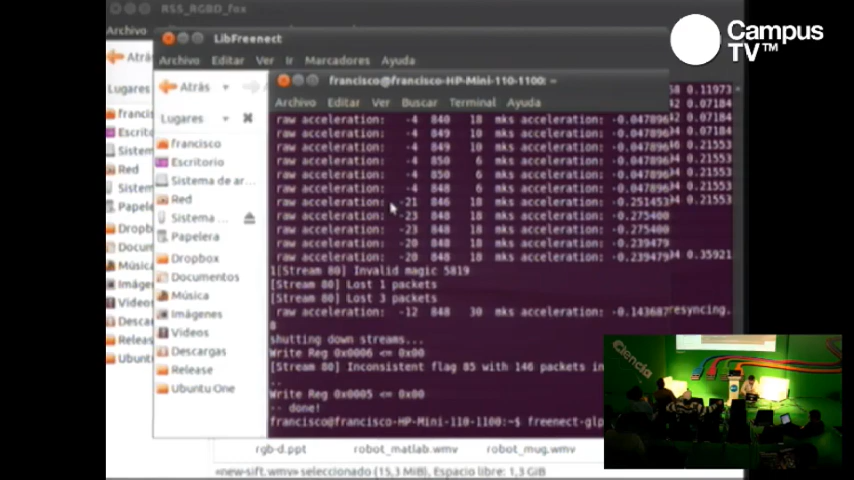 RSS_RGBD_fox
Archivo
LibFreenect
Archivo Editar Ver Ir Marcadores Ayuda
Atrás
Lugares
francisco
Escritorio
Sistema de ar...
Red
Sistema ...
Papelera
Dropbox
Documentos
Música
Imágenes
Videos
Descargas
Release
Ubuntu One
francisco@francisco-HP-Mini-110-1100: ~
Archivo Editar Ver Buscar Terminal Ayuda
raw acceleration: -4 840 18 mks acceleration: -0.047896
raw acceleration: -4 849 10 mks acceleration: -0.047896
raw acceleration: -4 849 10 mks acceleration: -0.047896
raw acceleration: -4 850 6 mks acceleration: -0.047896
raw acceleration: -4 850 6 mks acceleration: -0.047896
raw acceleration: -4 848 6 mks acceleration: -0.047896
raw acceleration: -21 846 18 mks acceleration: -0.251453
raw acceleration: -23 848 18 mks acceleration: -0.275400
raw acceleration: -23 848 18 mks acceleration: -0.275400
raw acceleration: -20 848 18 mks acceleration: -0.239479
raw acceleration: -20 848 18 mks acceleration: -0.239479
1[Stream 80] Invalid magic 5819
[Stream 80] Lost 1 packets
[Stream 80] Lost 3 packets
raw acceleration: -12 848 30 mks acceleration: -0.143687
0
shutting down streams...
Write Reg 0x0006 <= 0x00
[Stream 80] Inconsistent flag 85 with 146 packets in
..
Write Reg 0x0005 <= 0x00
-- done!
francisco@francisco-HP-Mini-110-1100:~$ freenect-glp
resyncing.
rgb-d.ppt robot_matlab.wmv robot_mug.wmv
«new-sift.wmv» seleccionado (15,3 MiB), Espacio libre: 1,3 GiB
Campus
TV™
Ciencia